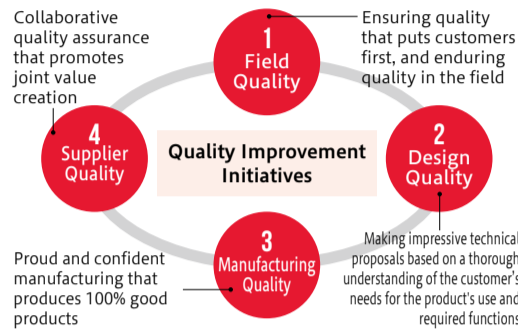 Collaborative
quality assurance
that promotes
joint value
creation
1
Field
Quality
Ensuring quality
that puts customers
first, and enduring
quality in the field
4
Supplier
Quality
Quality Improvement
Initiatives
2
Design
Quality
Proud and confident
manufacturing that
produces 100% good
products
3
Manufacturing
Quality
Making impressive technical
proposals based on a thorough
understanding of the customer's
needs for the product's use and
required functions